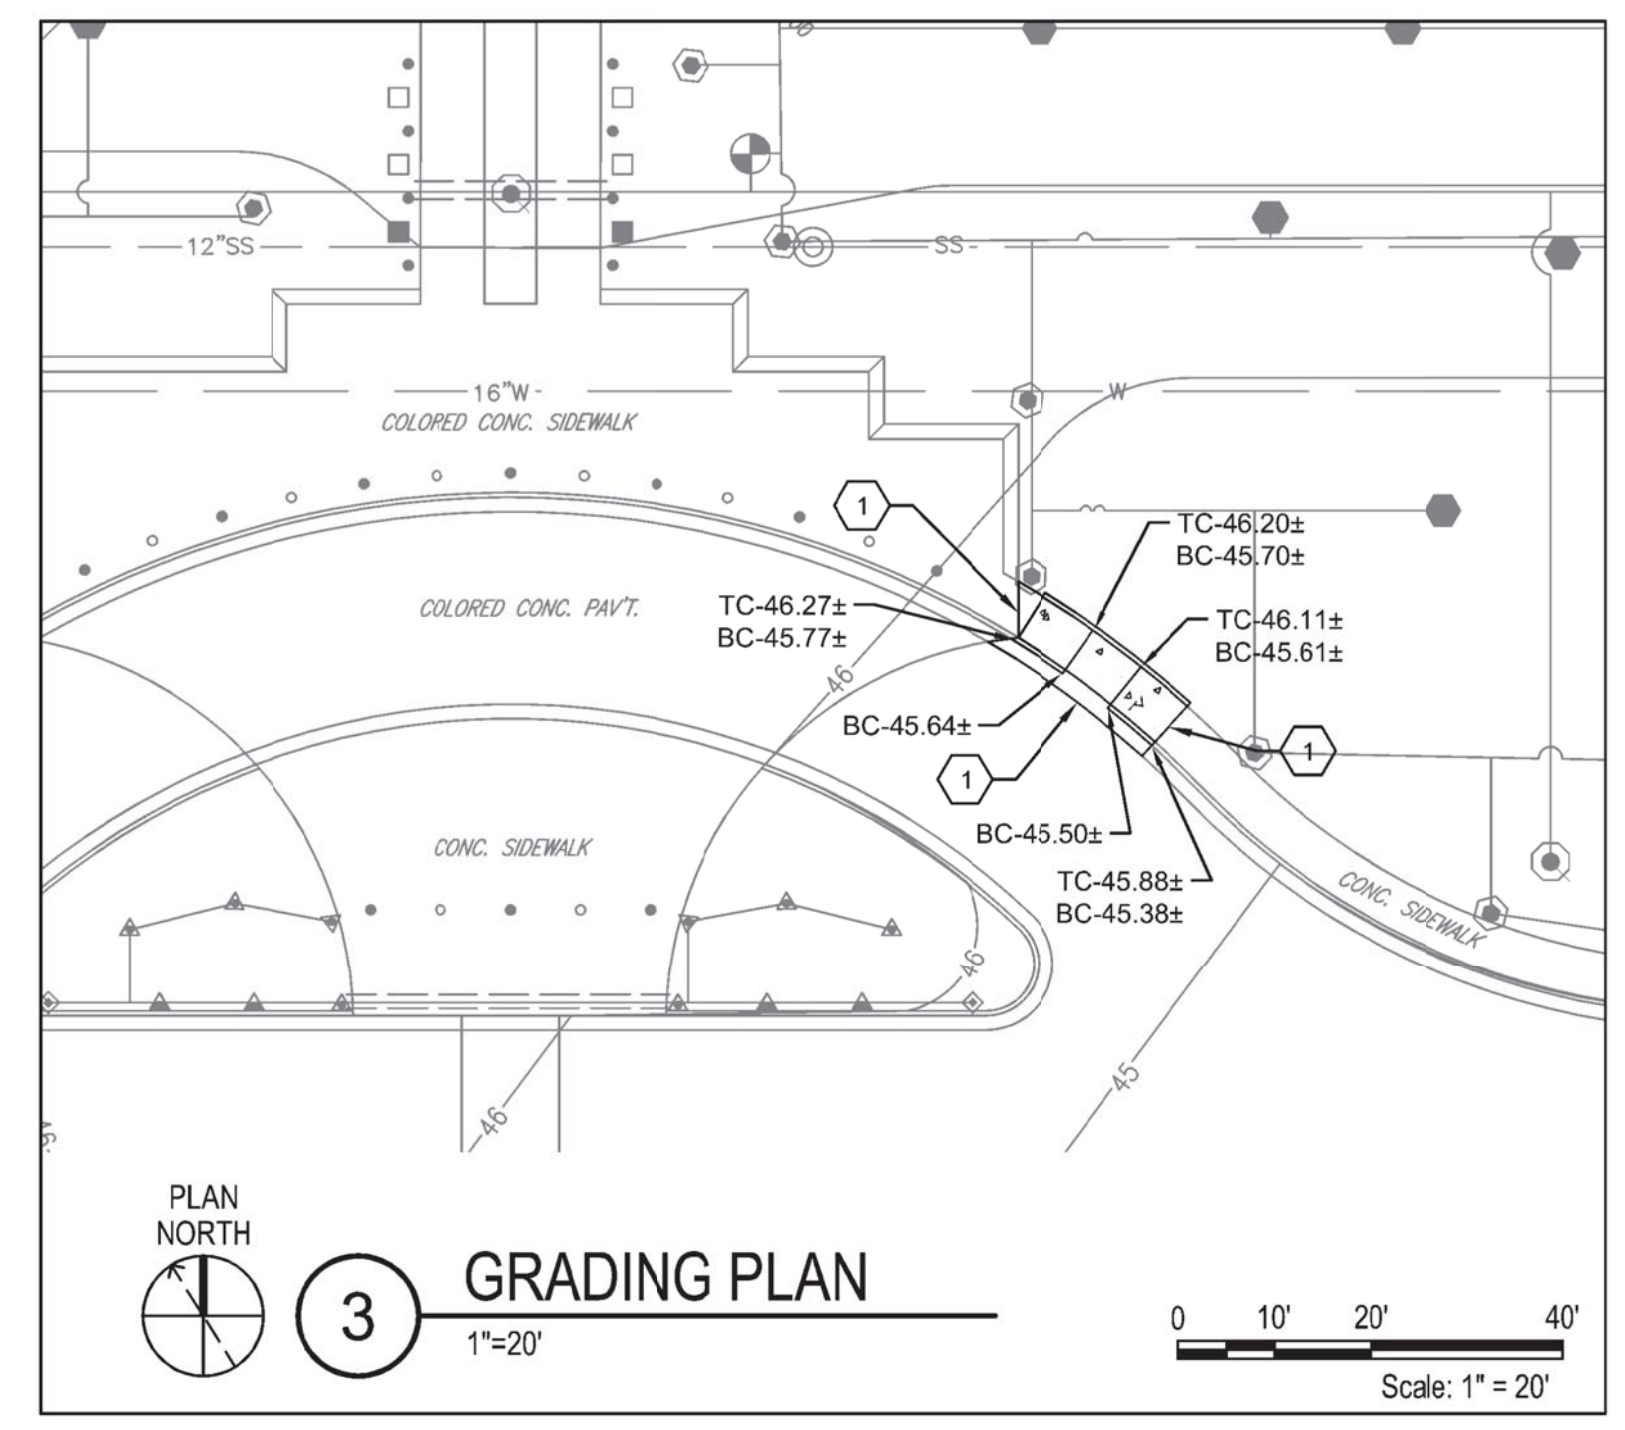 12"SS
SS
16"W
W
COLORED CONC. SIDEWALK
1
TC-46.20±
BC-45.70±
COLORED CONC. PAV'T.
TC-46.27±
BC-45.77±
TC-46.11±
BC-45.61±
46
BC-45.64±
1
1
BC-45.50±
CONC. SIDEWALK
TC-45.88±
BC-45.38±
CONC. SIDEWALK
46
45
46
PLAN
NORTH
3
GRADING PLAN
1"=20'
0 10' 20' 40'
Scale: 1" = 20'